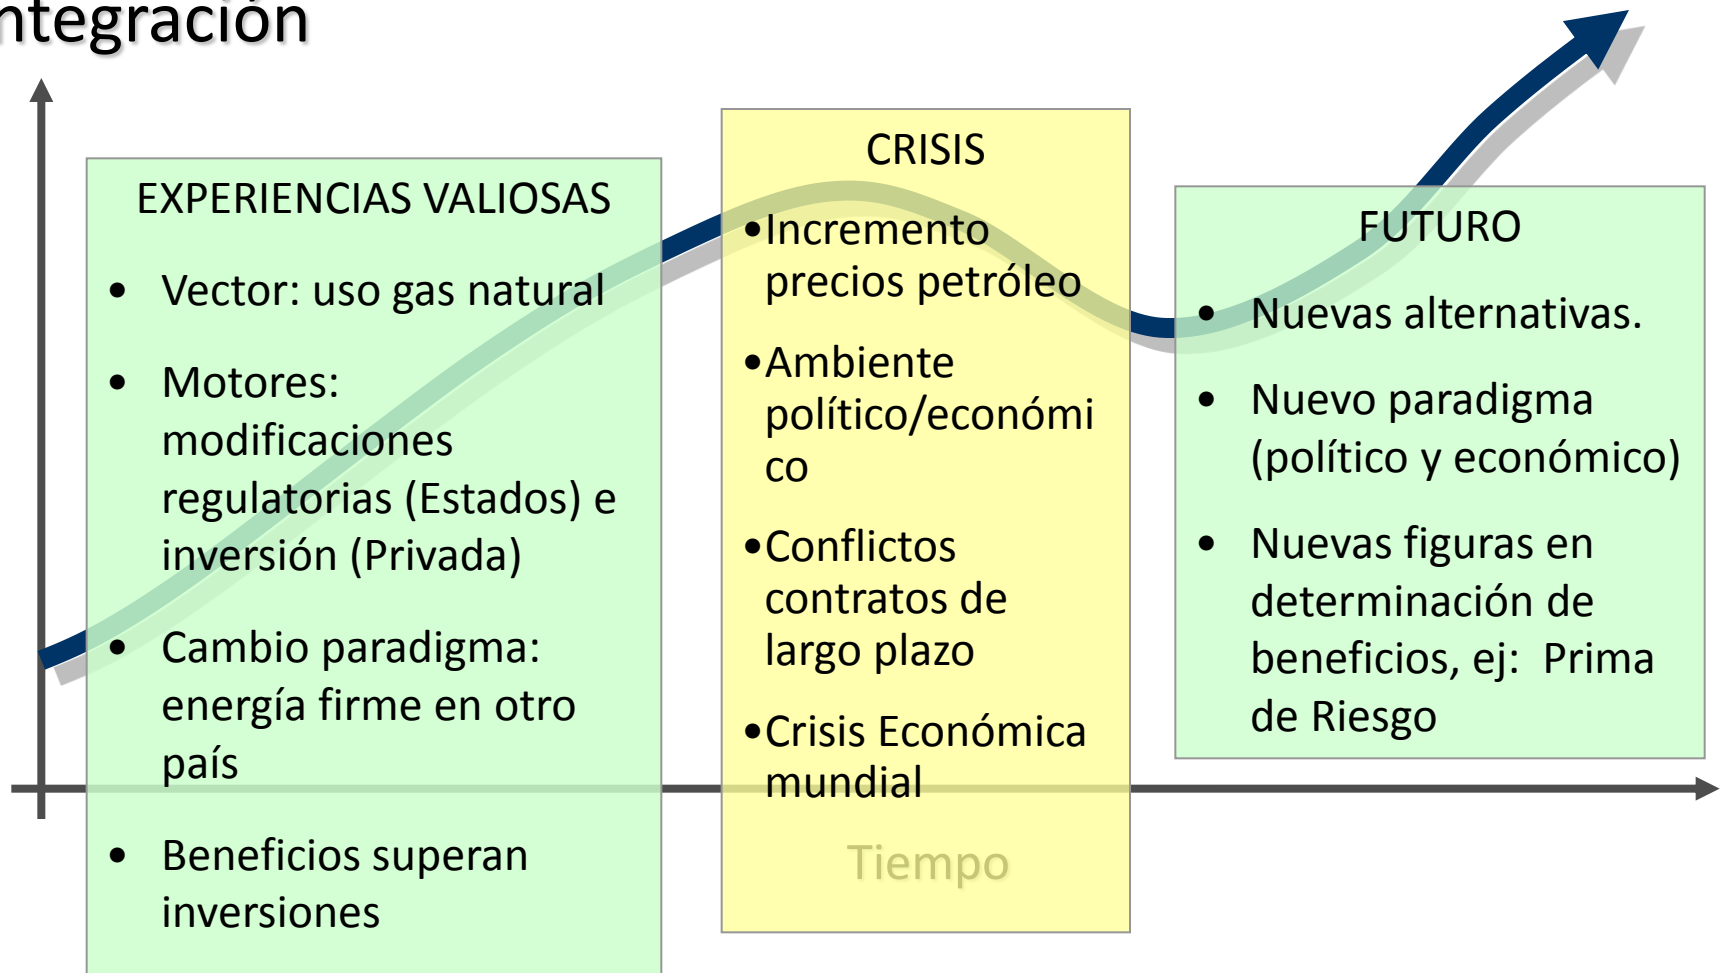 ntegración
EXPERIENCIAS VALIOSAS
• Vector: uso gas natural
• Motores:
modificaciones
regulatorias (Estados) e
inversión (Privada)
• Cambio paradigma:
energía firme en otro
país
• Beneficios superan
inversiones
CRISIS
•Incremento
precios petróleo
•Ambiente
político/económi
co
•Conflictos
contratos de
largo plazo
•Crisis Económica
mundial
Tiempo
FUTURO
• Nuevas alternativas.
• Nuevo paradigma
(político y económico)
• Nuevas figuras en
determinación de
beneficios, ej: Prima
de Riesgo